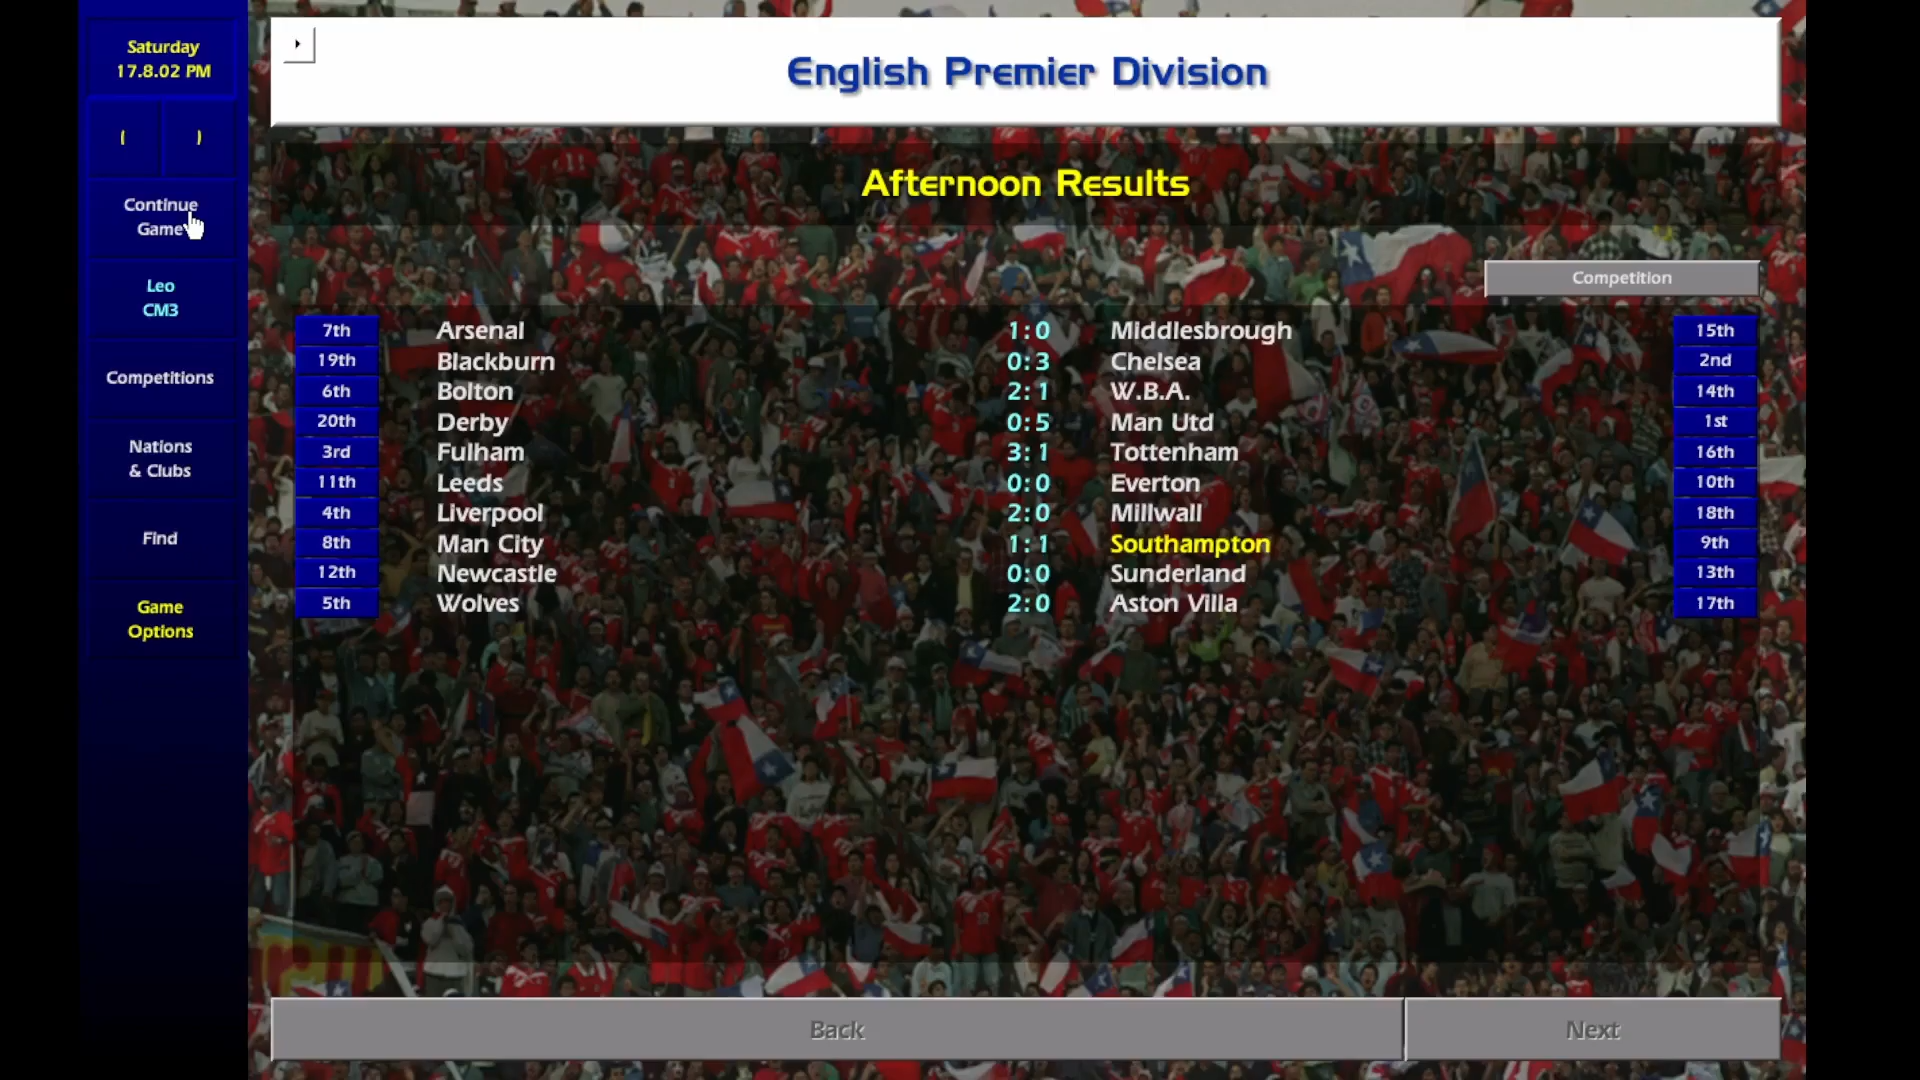 Saturday
17.8.02 PM
Continue
Game
Leo
CM3
Competitions
Nations
& Clubs
Find
Game
Options
English Premier Division
Afternoon Results
Competition
7th Arsenal 1:0 Middlesbrough 15th
19th Blackburn 0:3 Chelsea 2nd
6th Bolton 2:1 W.B.A. 14th
20th Derby 0:5 Man Utd 1st
3rd Fulham 3:1 Tottenham 16th
11th Leeds 0:0 Everton 10th
4th Liverpool 2:0 Millwall 18th
8th Man City 1:1 Southampton 9th
12th Newcastle 0:0 Sunderland 13th
5th Wolves 2:0 Aston Villa 17th
Back
Next